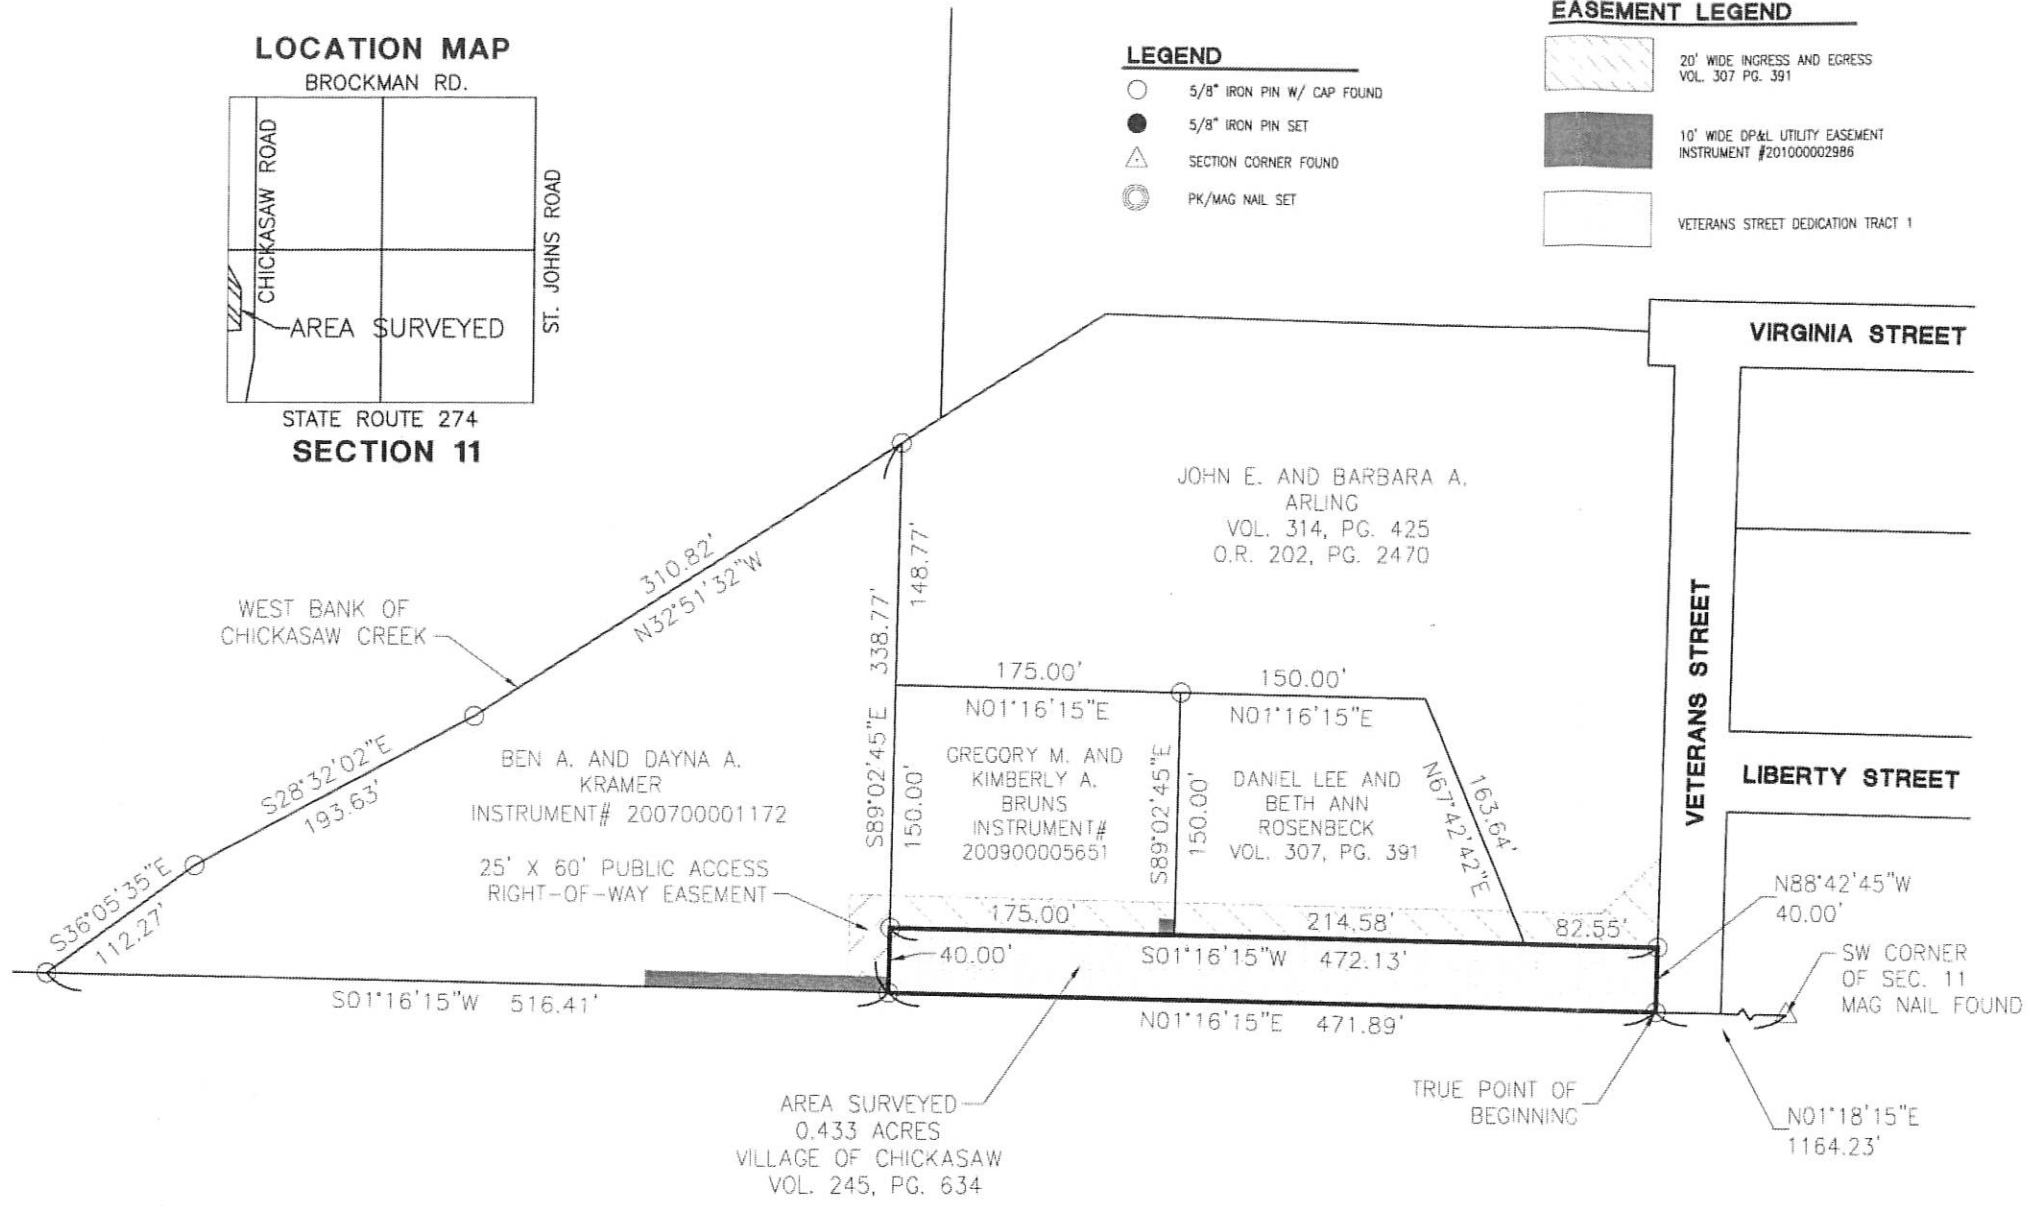 LOCATION MAP
BROCKMAN RD.
CHICKASAW ROAD
ST. JOHNS ROAD
AREA SURVEYED
STATE ROUTE 274
SECTION 11
LEGEND
5/8" IRON PIN W/ CAP FOUND
5/8" IRON PIN SET
SECTION CORNER FOUND
PK/MAG NAIL SET
EASEMENT LEGEND
20' WIDE INGRESS AND EGRESS
VOL. 307 PG. 391
10' WIDE DP&L UTILITY EASEMENT
INSTRUMENT #201000002986
VETERANS STREET DEDICATION TRACT 1
VIRGINIA STREET
VETERANS STREET
LIBERTY STREET
JOHN E. AND BARBARA A.
ARLING
VOL. 314, PG. 425
O.R. 202, PG. 2470
310.82'
N32°51'32"W
148.77'
338.77'
S89°02'45"E
150.00'
WEST BANK OF
CHICKASAW CREEK
175.00'
N01°16'15"E
150.00'
N01°16'15"E
S28°32'02"E
193.63'
BEN A. AND DAYNA A.
KRAMER
INSTRUMENT# 200700001172
GREGORY M. AND
KIMBERLY A.
BRUNS
INSTRUMENT#
200900005651
S89°02'45"E
150.00'
DANIEL LEE AND
BETH ANN
ROSENBECK
VOL. 307, PG. 391
163.64'
N67°42'42"E
25' X 60' PUBLIC ACCESS
RIGHT-OF-WAY EASEMENT
S36°05'35"E
112.27'
175.00'
214.58'
82.55'
N88°42'45"W
40.00'
40.00'
S01°16'15"W 472.13'
SW CORNER
OF SEC. 11
MAG NAIL FOUND
S01°16'15"W 516.41'
N01°16'15"E 471.89'
AREA SURVEYED
0.433 ACRES
VILLAGE OF CHICKASAW
VOL. 245, PG. 634
TRUE POINT OF
BEGINNING
N01°18'15"E
1164.23'